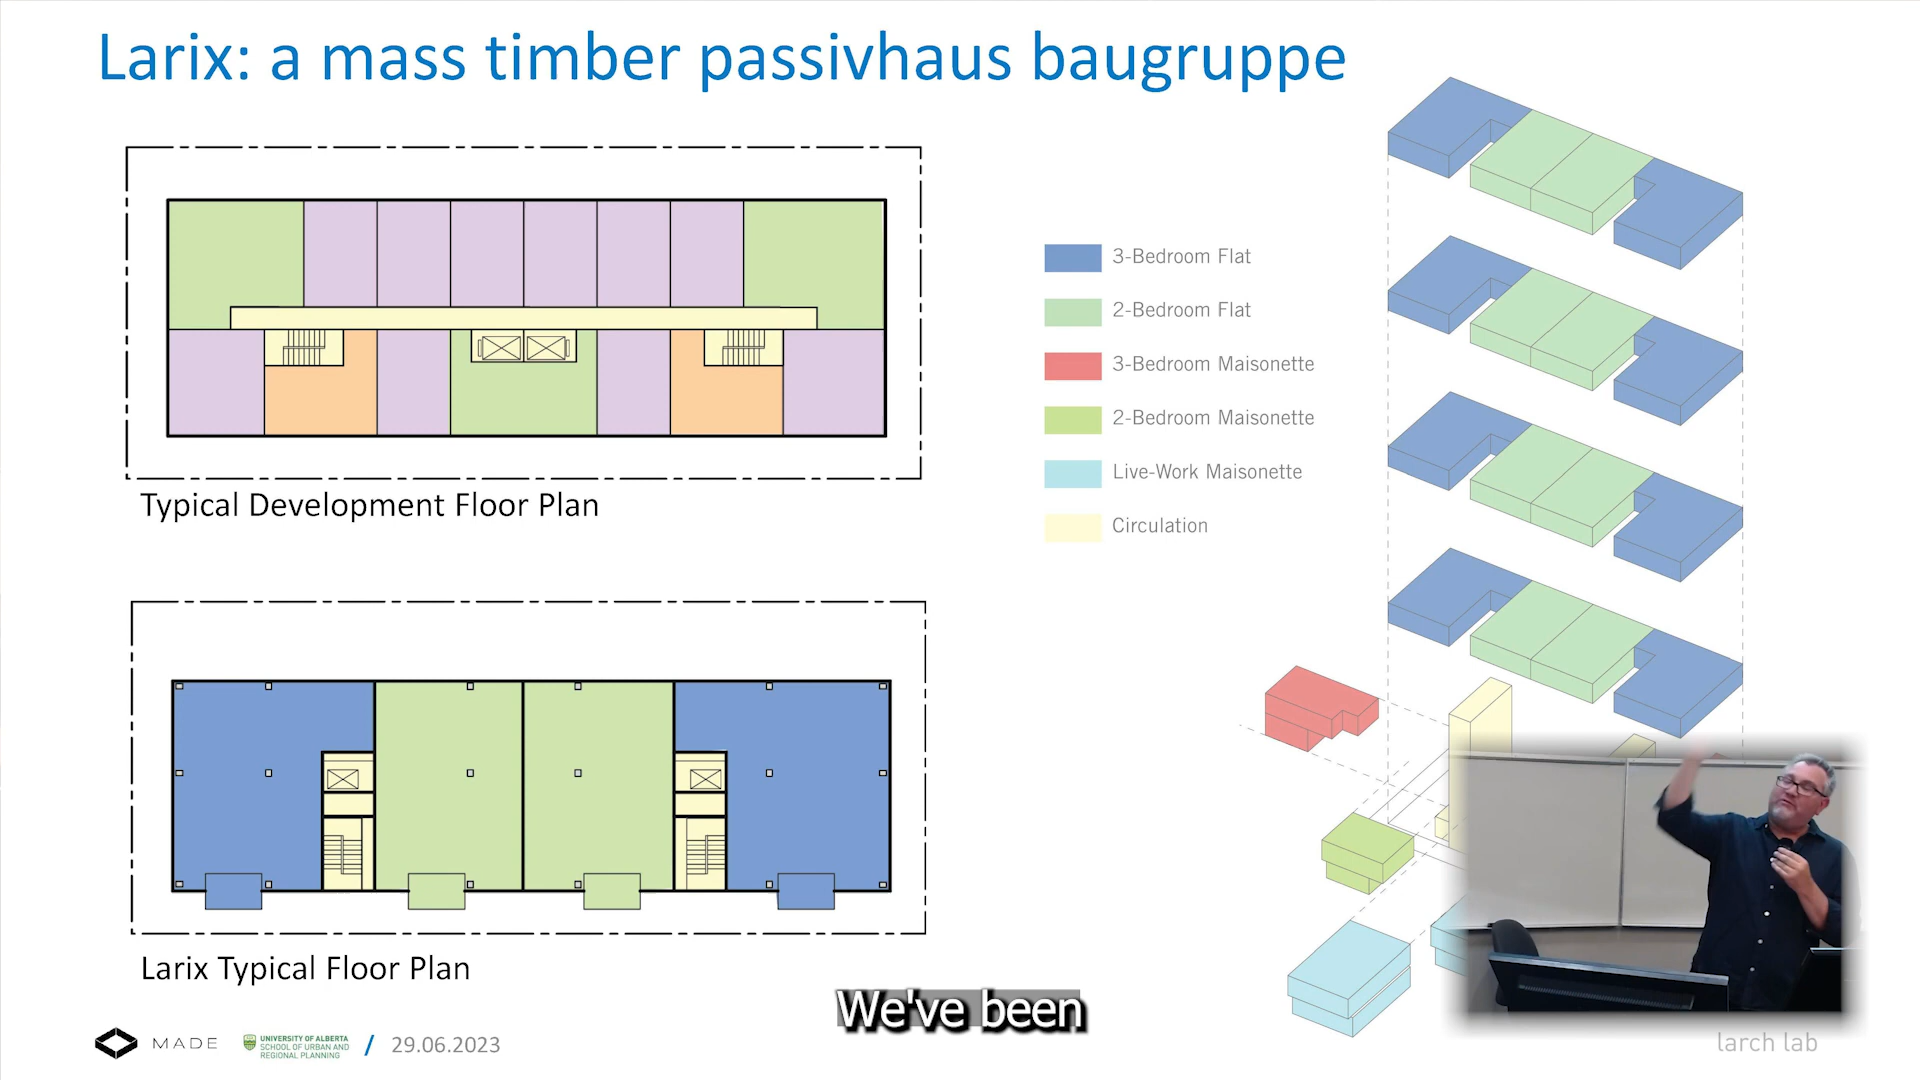 Larix: a mass timber passivhaus baugruppe
3-Bedroom Flat
2-Bedroom Flat
3-Bedroom Maisonette
2-Bedroom Maisonette
Live-Work Maisonette
Circulation
Typical Development Floor Plan
Larix Typical Floor Plan
We've been
MADE
UNIVERSITY OF ALBERTA
SCHOOL OF URBAN AND
REGIONAL PLANNING
/ 29.06.2023
larch lab